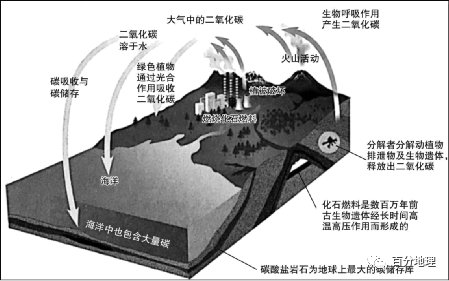 大气中的二氧化碳
生物呼吸作用
产生二氧化碳
二氧化碳
溶于水
火山活动
碳吸收与
碳储存
绿色植物
通过光合
作用吸收
二氧化碳
燃烧化石燃料
分解者分解动植物
排泄物及生物遗体,
释放出二氧化碳
海洋
化石燃料是数百万年前
古生物遗体经长时间高
温高压作用而形成的
海洋中也包含大量碳
碳酸盐岩石为地球上最大的碳储存库
百分地理